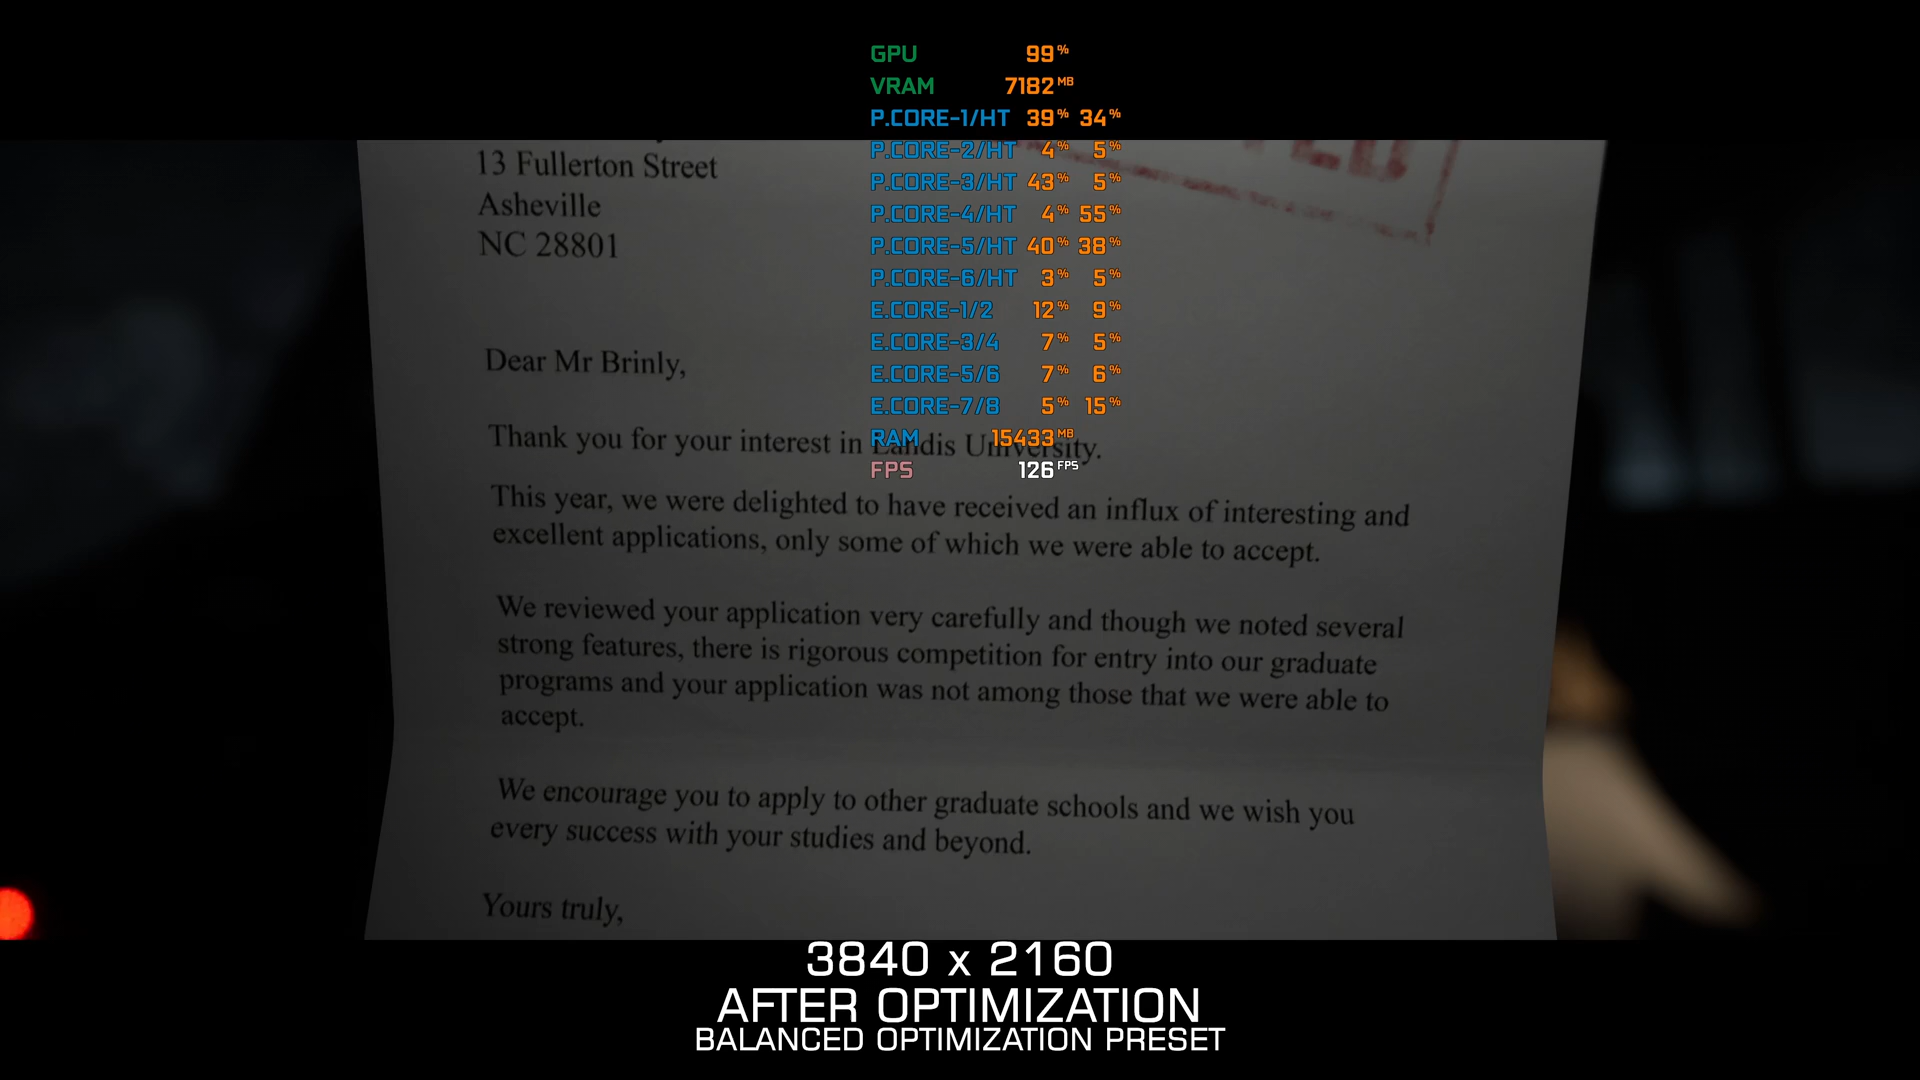 GPU 99%
VRAM 7182 MB
P.CORE-1/HT 39% 34%
P.CORE-2/HT 4% 5%
P.CORE-3/HT 43% 5%
P.CORE-4/HT 4% 55%
P.CORE-5/HT 40% 38%
P.CORE-6/HT 3% 5%
E.CORE-1/2 12% 9%
E.CORE-3/4 7% 5%
E.CORE-5/6 7% 6%
E.CORE-7/8 5% 15%
RAM 15433 MB
FPS 126 FPS
13 Fullerton Street
Asheville
NC 28801
Dear Mr Brinly,
Thank you for your interest in Landis University.
This year, we were delighted to have received an influx of interesting and
excellent applications, only some of which we were able to accept.
We reviewed your application very carefully and though we noted several
strong features, there is rigorous competition for entry into our graduate
programs and your application was not among those that we were able to
accept.
We encourage you to apply to other graduate schools and we wish you
every success with your studies and beyond.
Yours truly,
3840 x 2160
AFTER OPTIMIZATION
BALANCED OPTIMIZATION PRESET